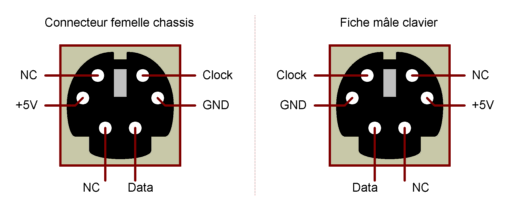 Connecteur femelle chassis
NC
Clock
+5V
GND
NC
Data
Fiche mâle clavier
Clock
NC
GND
+5V
Data
NC